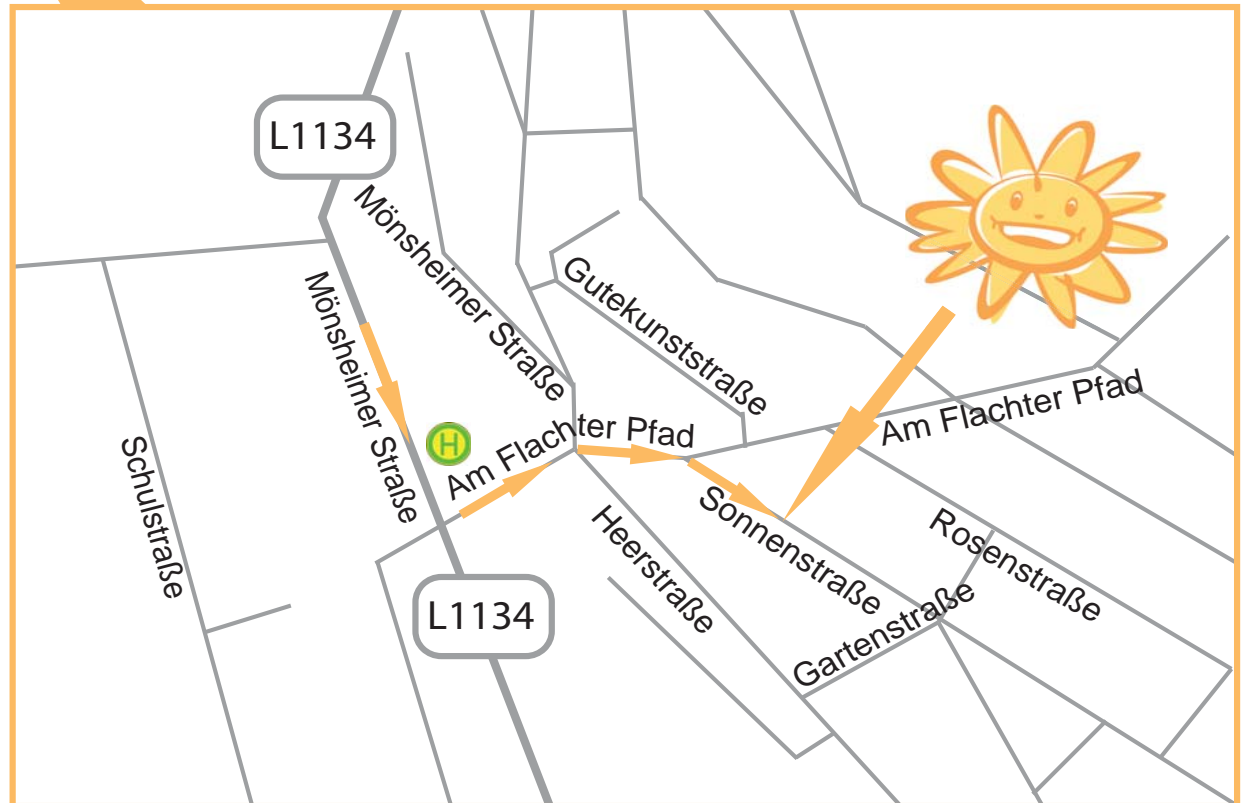 L1134
Mönsheimer Straße
Mönsheimer Straße
Gutekunststraße
Schulstraße
H
Am Flachter Pfad
Am Flachter Pfad
Sonnenstraße
Heerstraße
Rosenstraße
Gartenstraße
L1134